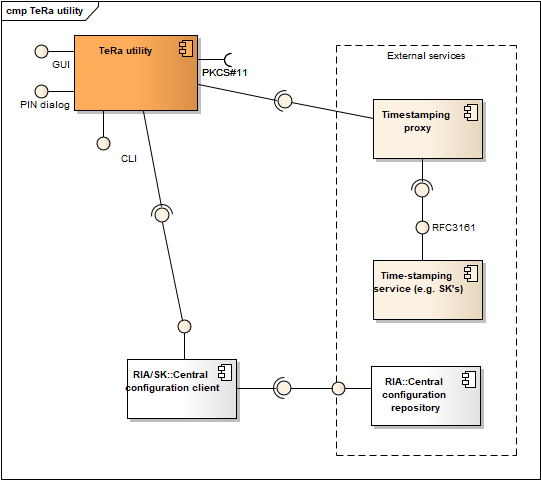 cmp TeRa utility
TeRa utility
GUI
PIN dialog
CLI
PKCS#11
External services
Timestamping
proxy
RFC3161
Time-stamping
service (e.g. SK's)
RIA/SK::Central
configuration client
RIA::Central
configuration
repository